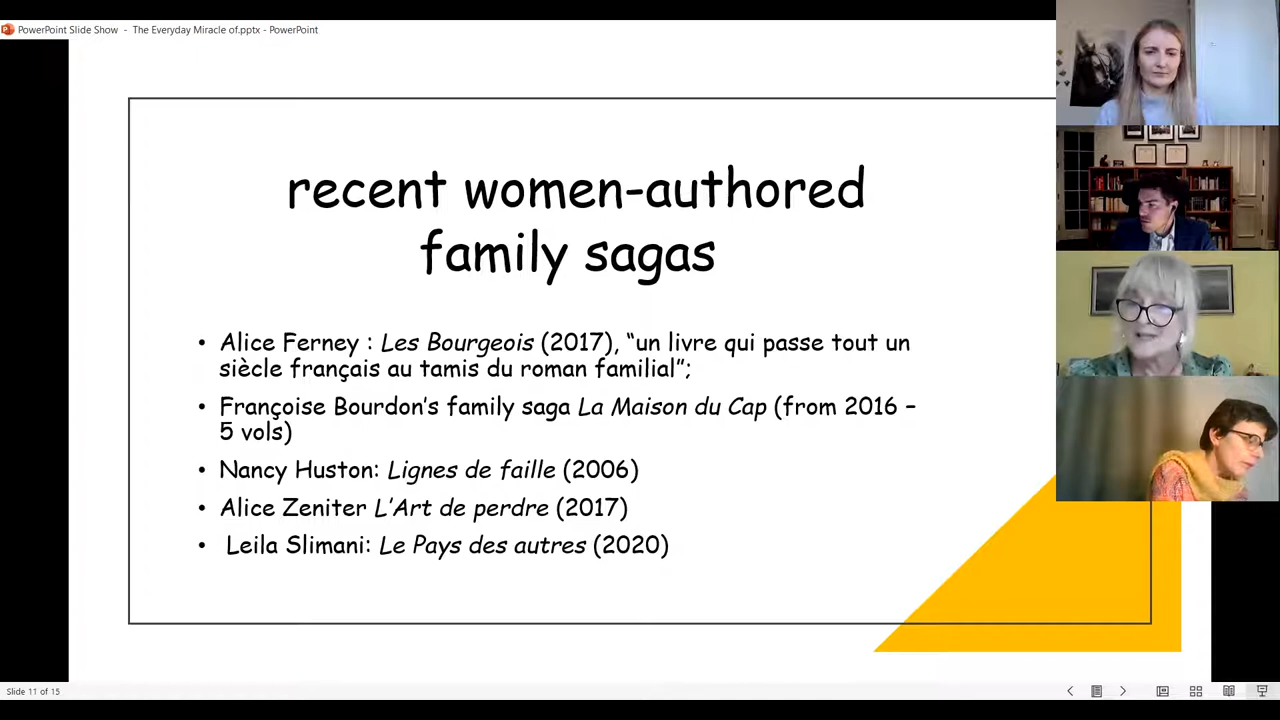 PowerPoint Slide Show - The Everyday Miracle of.pptx - PowerPoint
recent women-authored
family sagas
• Alice Ferney : Les Bourgeois (2017), “un livre qui passe tout un
siècle français au tamis du roman familial”;
• Françoise Bourdon’s family saga La Maison du Cap (from 2016 –
5 vols)
• Nancy Huston: Lignes de faille (2006)
• Alice Zeniter L’Art de perdre (2017)
• Leila Slimani: Le Pays des autres (2020)
Slide 11 of 15